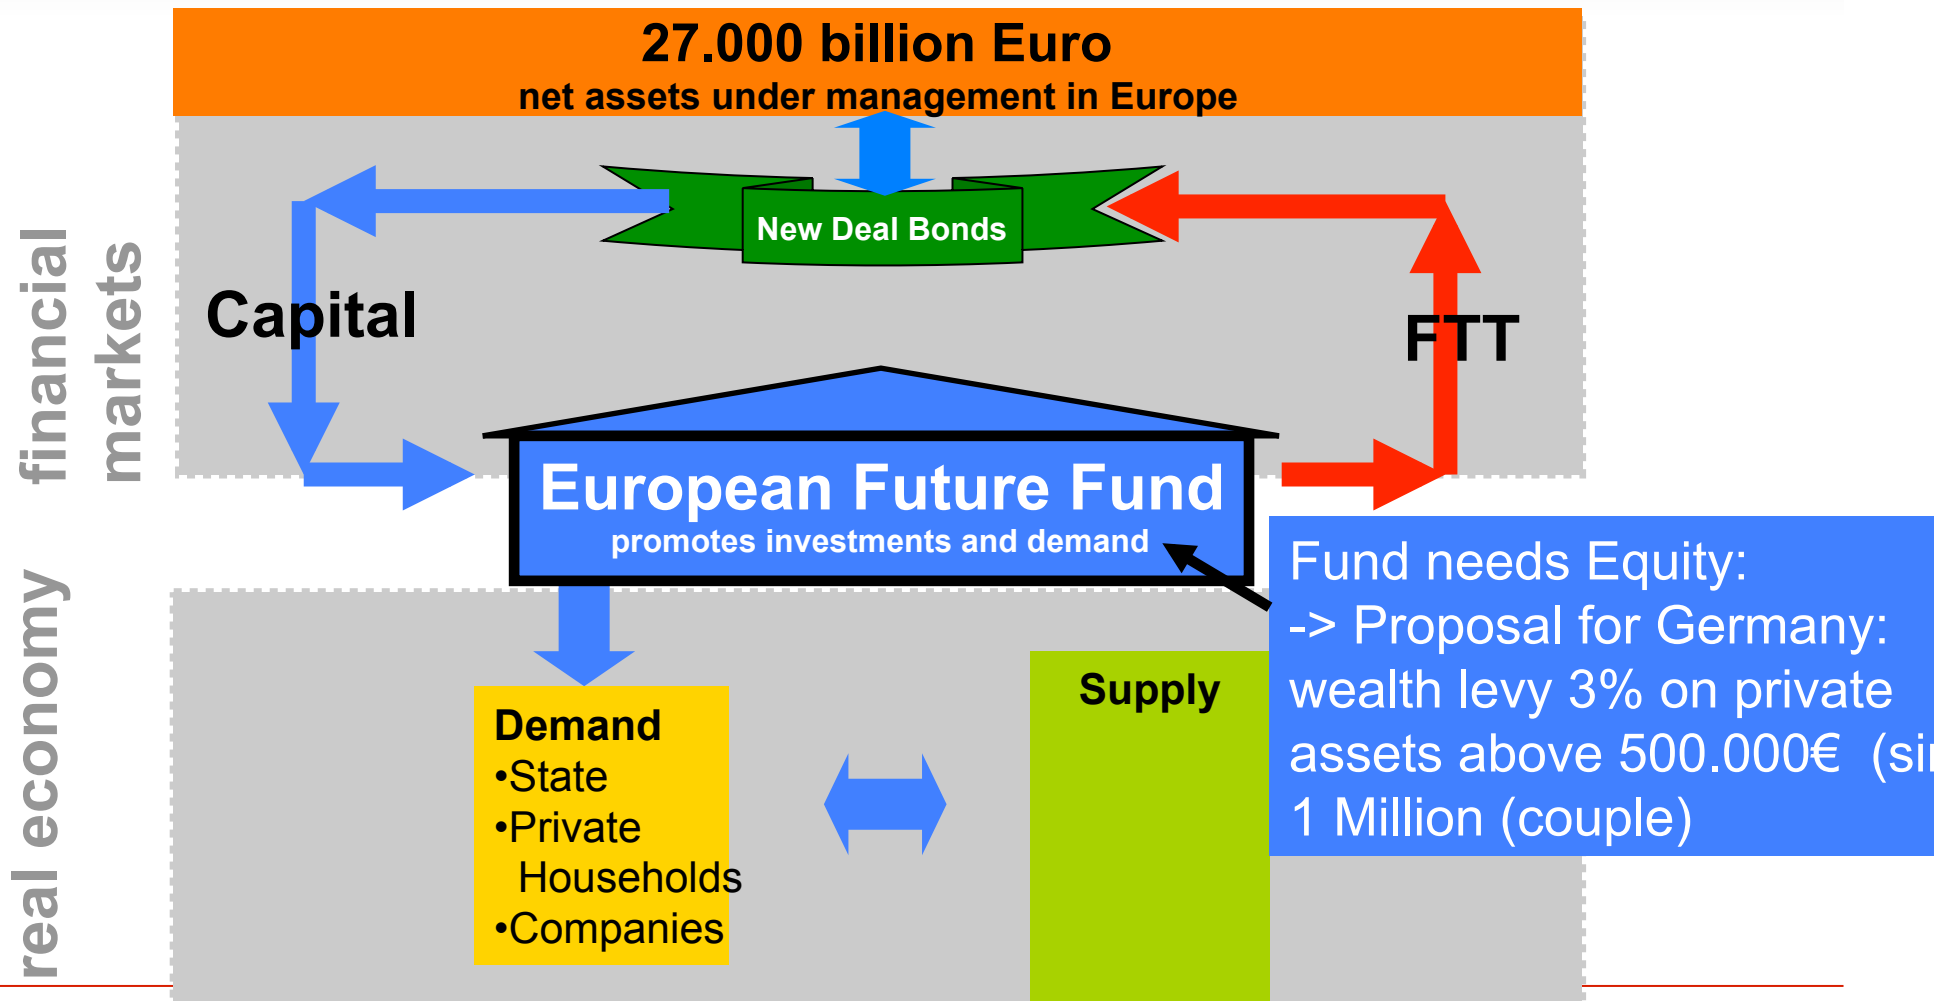 27.000 billion Euro
net assets under management in Europe
New Deal Bonds
financial
markets
Capital
FTT
European Future Fund
promotes investments and demand
Fund needs Equity:
-> Proposal for Germany:
wealth levy 3% on private
assets above 500.000€ (
1 Million (couple)
real economy
Demand
•State
•Private
Households
•Companies
Supply